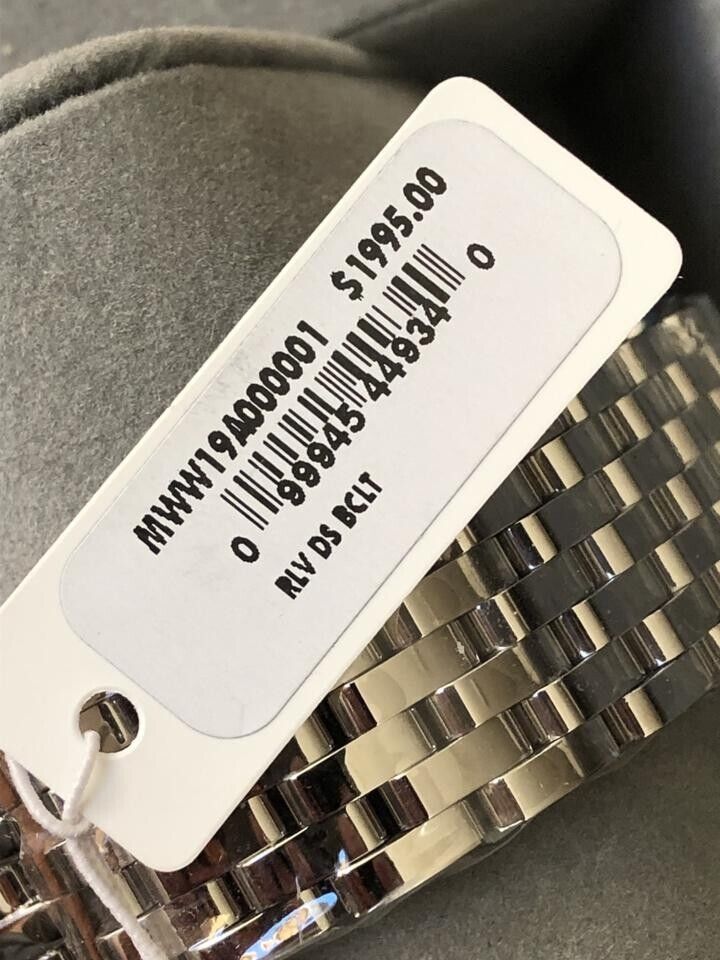 MWW19A000001 $1995.00
0 99945 44934 0
RLV DS BCLT